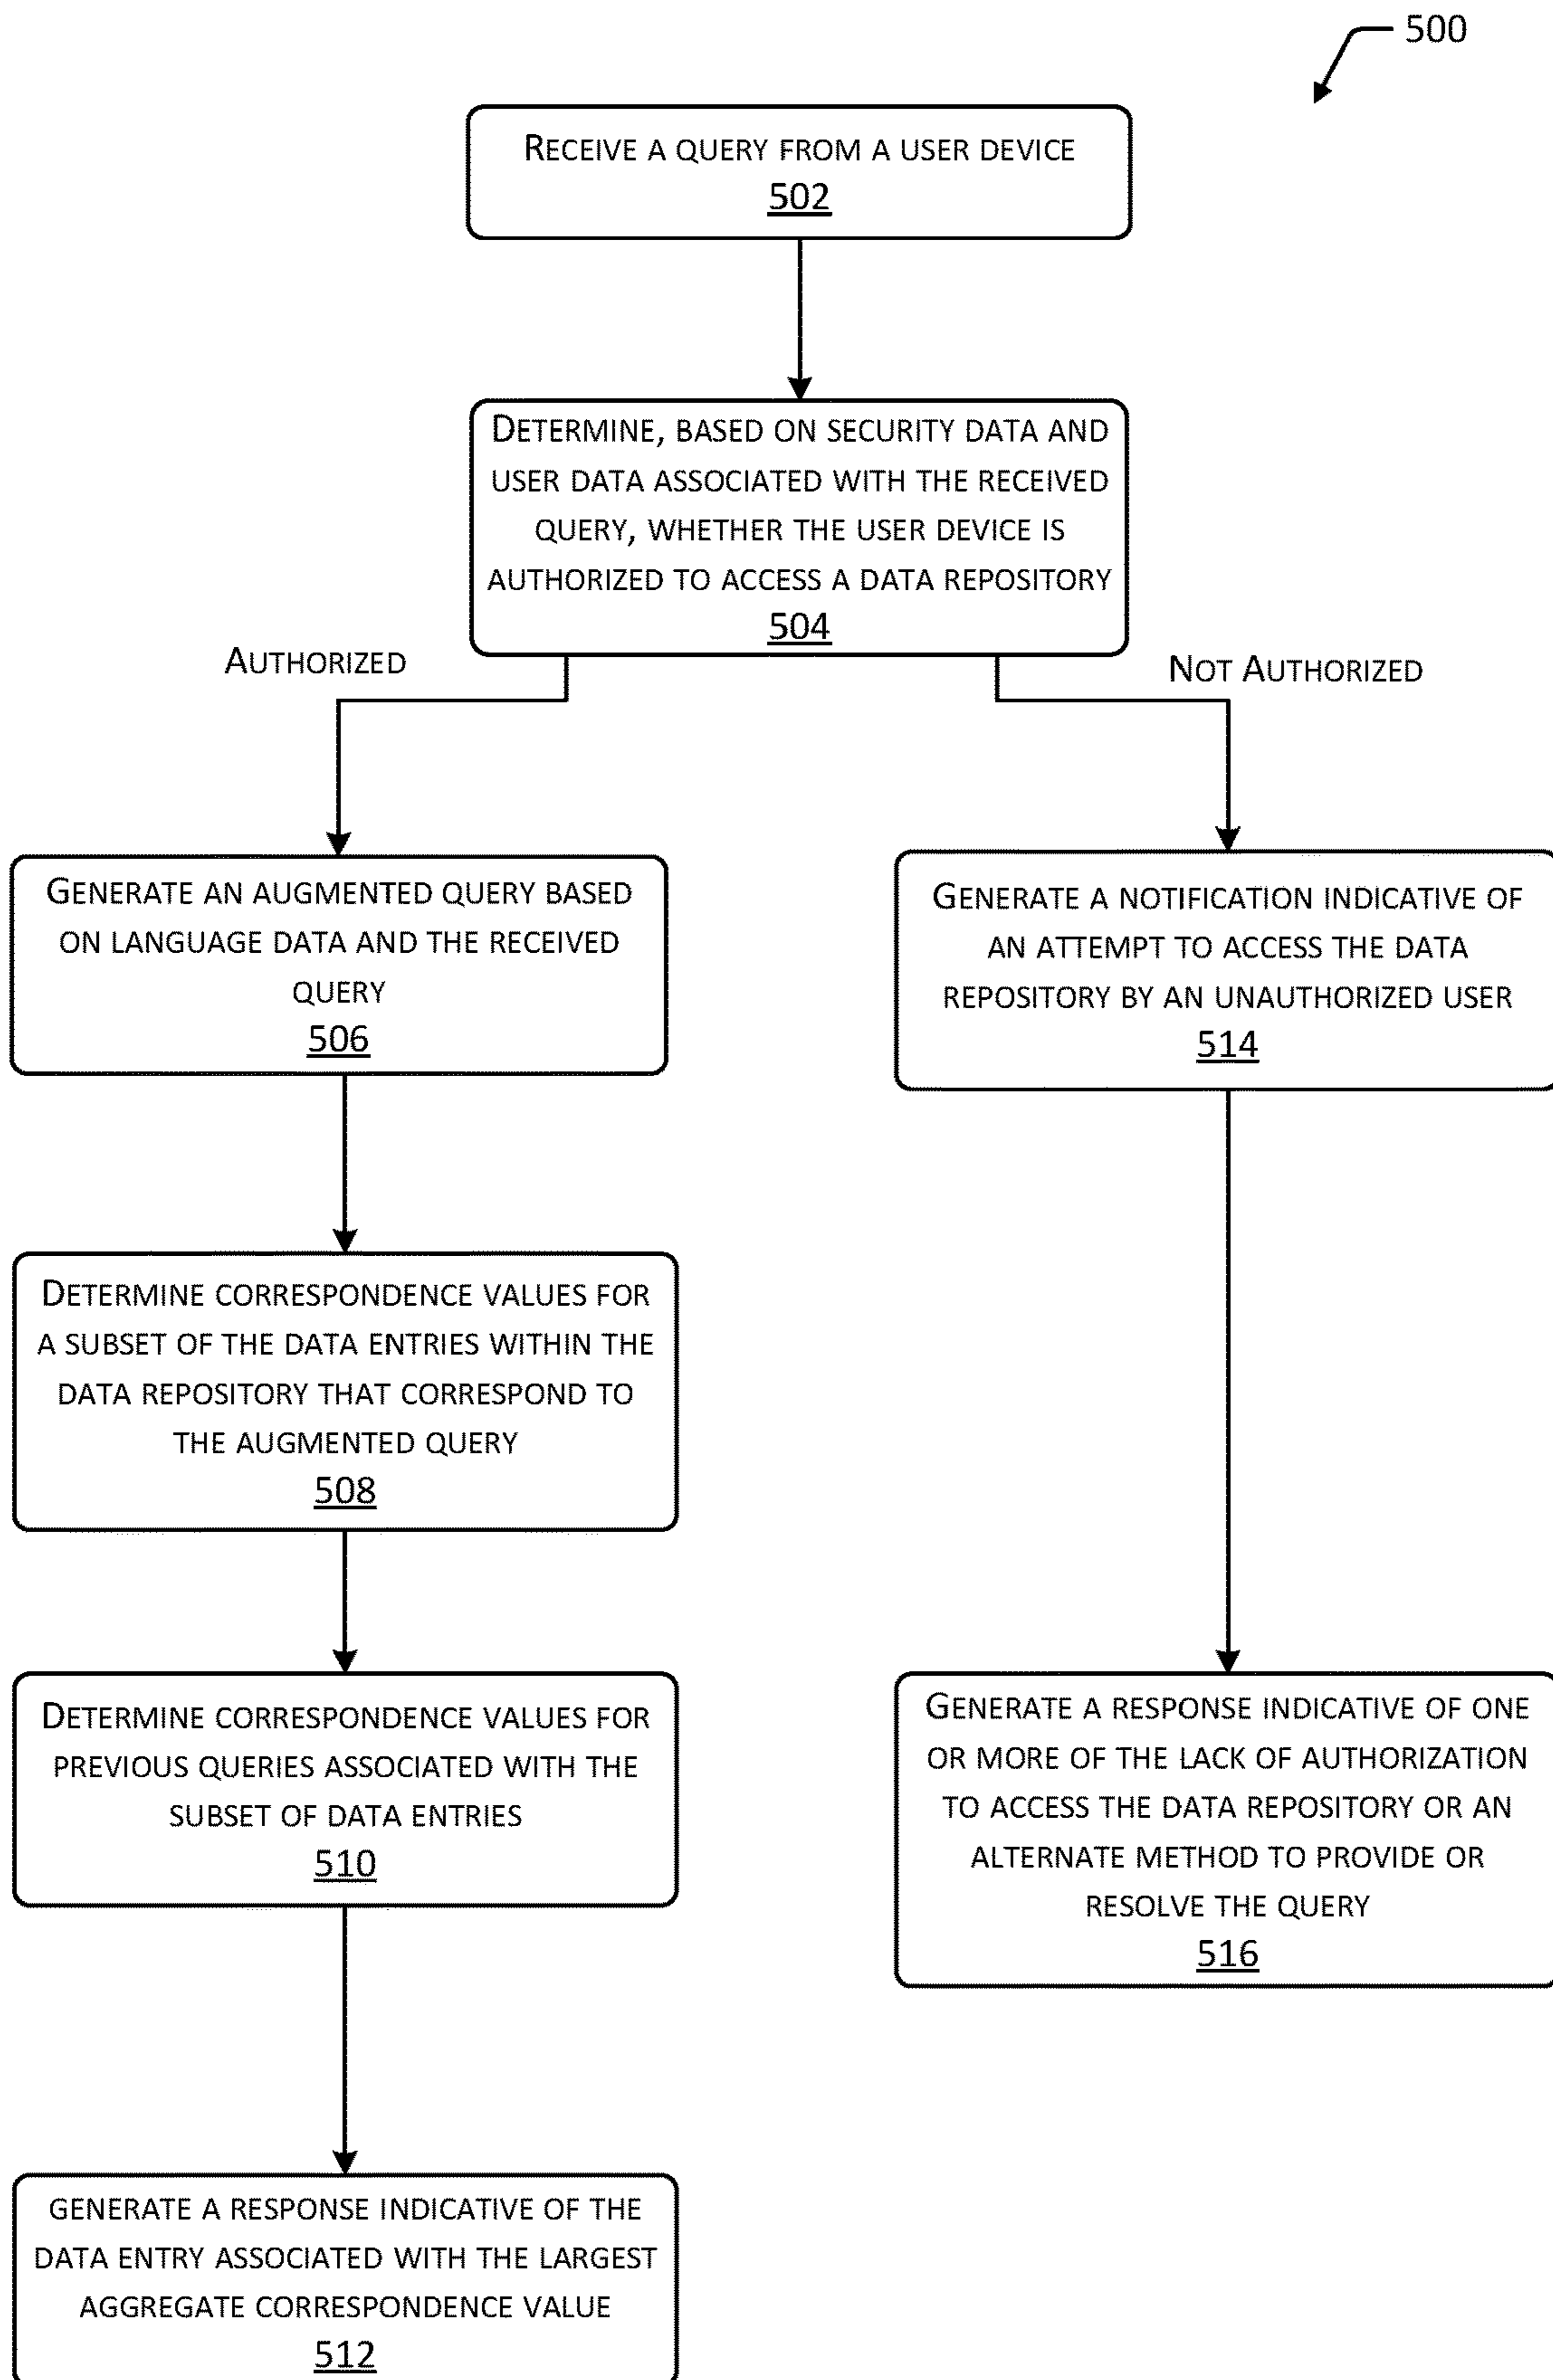 500
Receive a query from a user device
502
Determine, based on security data and
user data associated with the received
query, whether the user device is
authorized to access a data repository
504
Authorized
Not Authorized
Generate an augmented query based
on language data and the received
query
506
Determine correspondence values for
a subset of the data entries within the
data repository that correspond to
the augmented query
508
Determine correspondence values for
previous queries associated with the
subset of data entries
510
generate a response indicative of the
data entry associated with the largest
aggregate correspondence value
512
Generate a notification indicative of
an attempt to access the data
repository by an unauthorized user
514
Generate a response indicative of one
or more of the lack of authorization
to access the data repository or an
alternate method to provide or
resolve the query
516